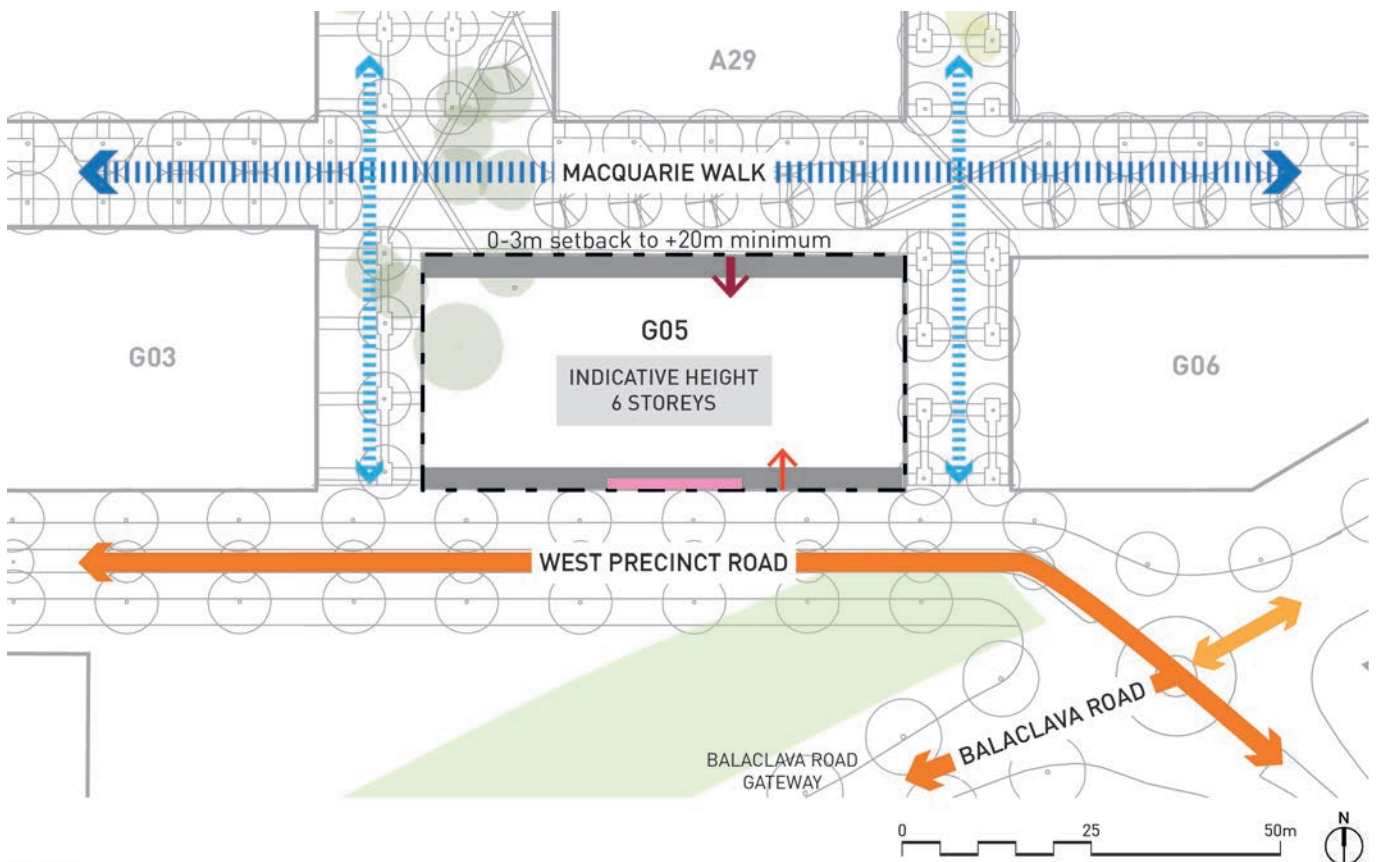 A29
MACQUARIE WALK
0-3m setback to +20m minimum
G03
G05
INDICATIVE HEIGHT
6 STOREYS
G06
WEST PRECINCT ROAD
BALACLAVA ROAD
BALACLAVA ROAD
GATEWAY
0 25 50m
N